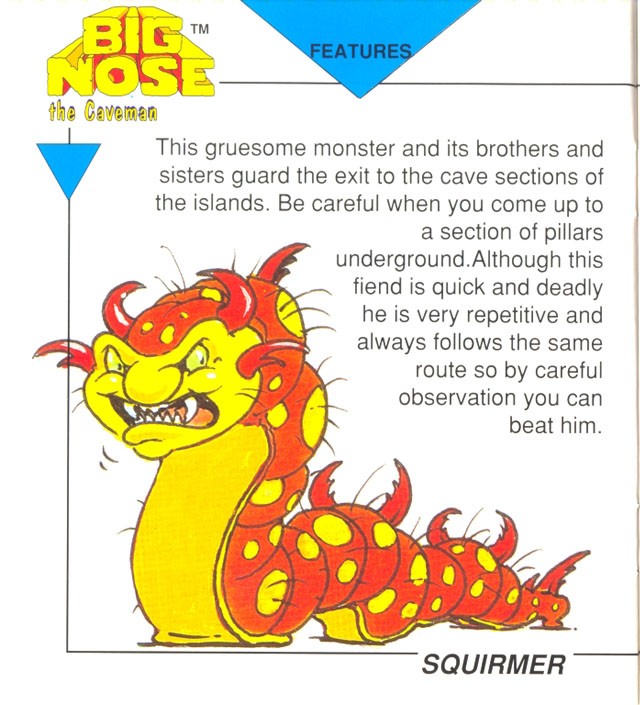 BIG ™
NOSE
the Caveman
FEATURES
This gruesome monster and its brothers and
sisters guard the exit to the cave sections of
the islands. Be careful when you come up to
a section of pillars
underground.Although this
fiend is quick and deadly
he is very repetitive and
always follows the same
route so by careful
observation you can
beat him.
SQUIRMER